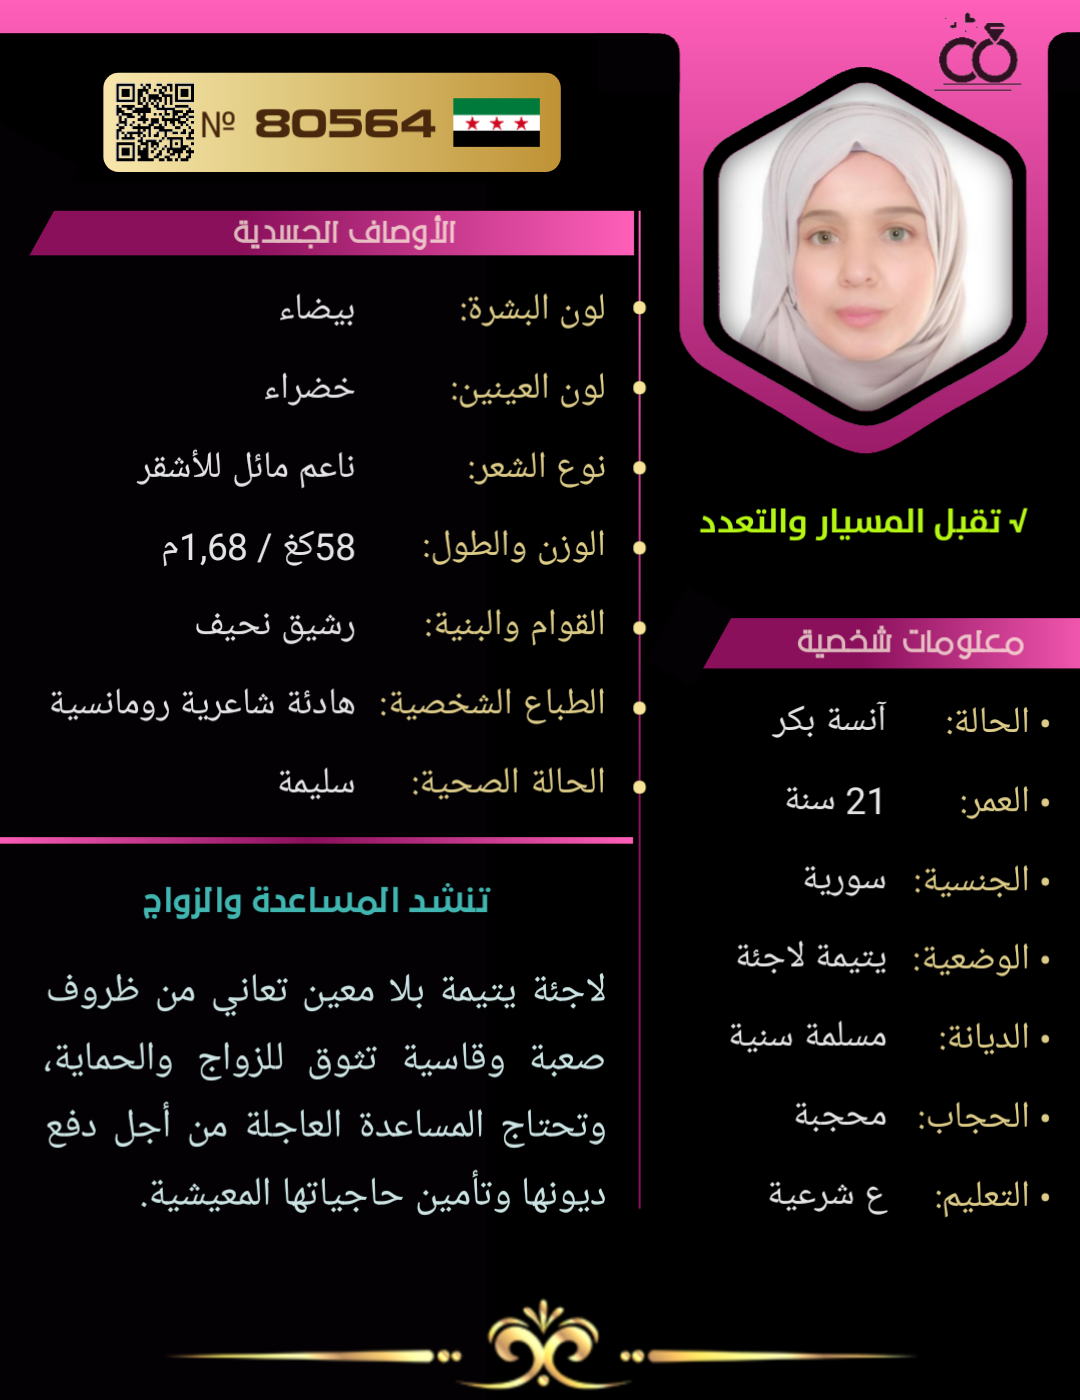 № 80564
الأوصاف الجسدية
لون البشرة: بيضاء
لون العينين: خضراء
نوع الشعر: ناعم مائل للأشقر
الوزن والطول: 58كغ / 1,68م
القوام والبنية: رشيق نحيف
الطباع الشخصية: هادئة شاعرية رومانسية
الحالة الصحية: سليمة
تنشد المساعدة والزواج
لاجئة يتيمة بلا معين تعاني من ظروف
صعبة وقاسية تثوق للزواج والحماية،
وتحتاج المساعدة العاجلة من أجل دفع
ديونها وتأمين حاجياتها المعيشية.
√ تقبل المسيار والتعدد
معلومات شخصية
• الحالة: آنسة بكر
• العمر: 21 سنة
• الجنسية: سورية
• الوضعية: يتيمة لاجئة
• الديانة: مسلمة سنية
• الحجاب: محجبة
• التعليم: ع شرعية